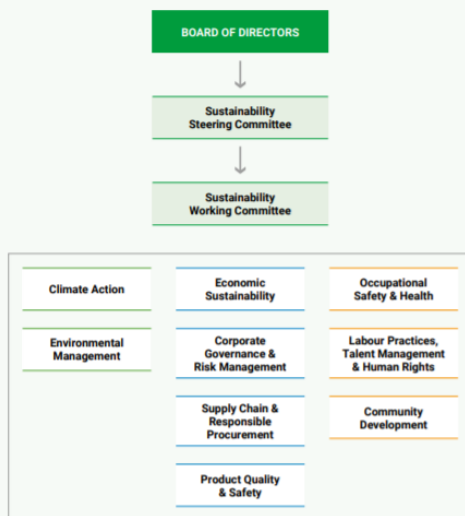 BOARD OF DIRECTORS
Sustainability
Steering Committee
Sustainability
Working Committee
Climate Action
Environmental
Management
Economic
Sustainability
Corporate
Governance &
Risk Management
Supply Chain &
Responsible
Procurement
Product Quality
& Safety
Occupational
Safety & Health
Labour Practices,
Talent Management
& Human Rights
Community
Development